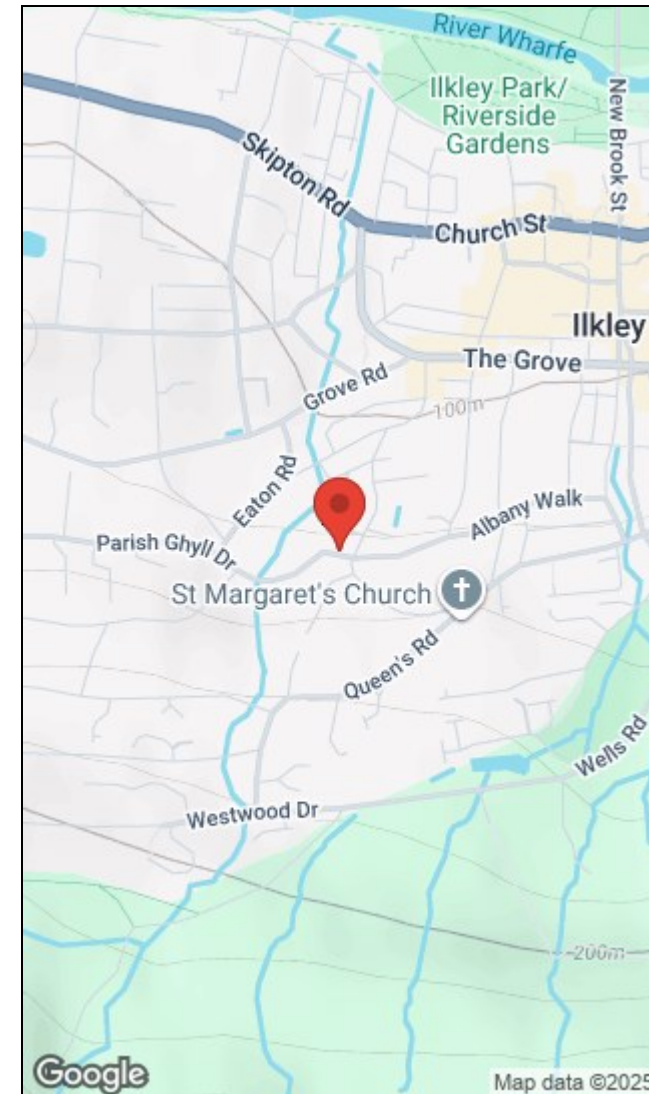 River Wharfe
Ilkley Park/
Riverside
Gardens
New Brook St
Skipton Rd
Church St
Ilkley
The Grove
Grove Rd
100m
Eaton Rd
Albany Walk
Parish Ghyll Dr
St Margaret's Church
Queen's Rd
Wells Rd
Westwood Dr
200m
Google
Map data ©2025